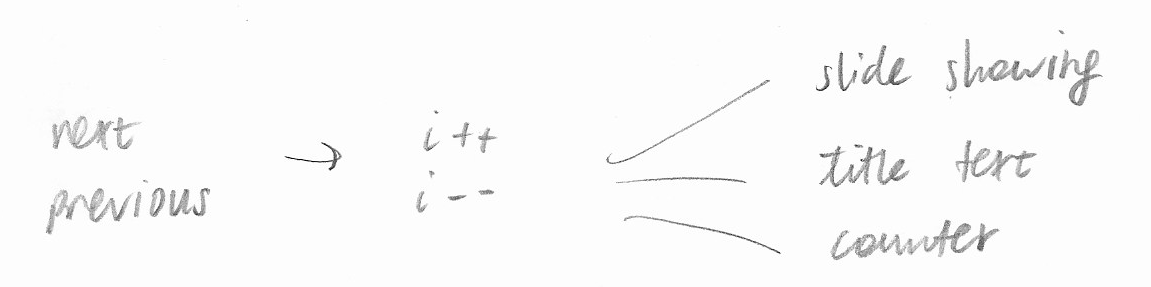 next
previous
→
i++
i--
slide showing
title text
counter